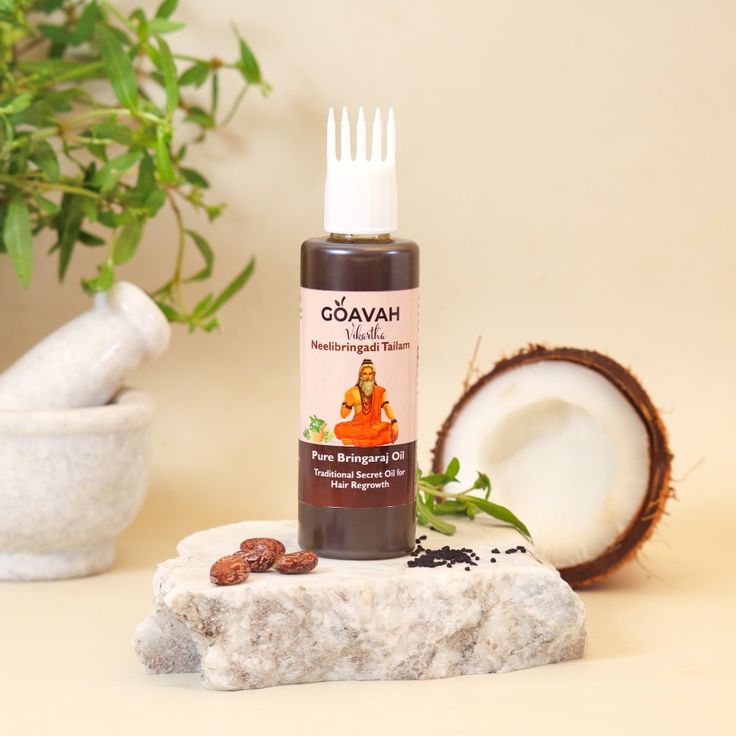 GOAVAH
Vikartha
Neelibringadi Tailam
Pure Bringaraj Oil
Traditional Secret Oil for
Hair Regrowth